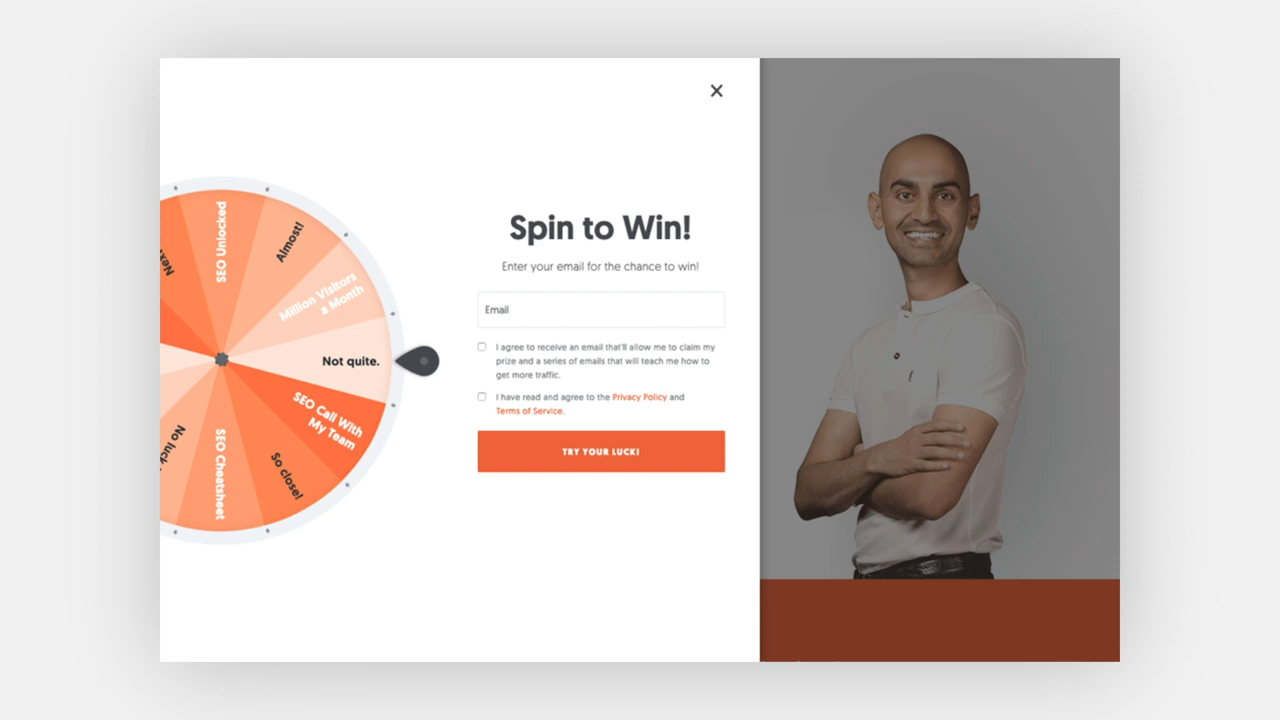 Spin to Win!
Enter your email for the chance to win!
Email
I agree to receive an email that'll allow me to claim my
prize and a series of emails that will teach me how to
get more traffic.
I have read and agree to the Privacy Policy and
Terms of Service.
TRY YOUR LUCK!
Next
SEO Unlocked
Almost!
Million Visitors
a Month
Not quite.
SEO Call With
My Team
So close!
SEO Cheatsheet
No luck